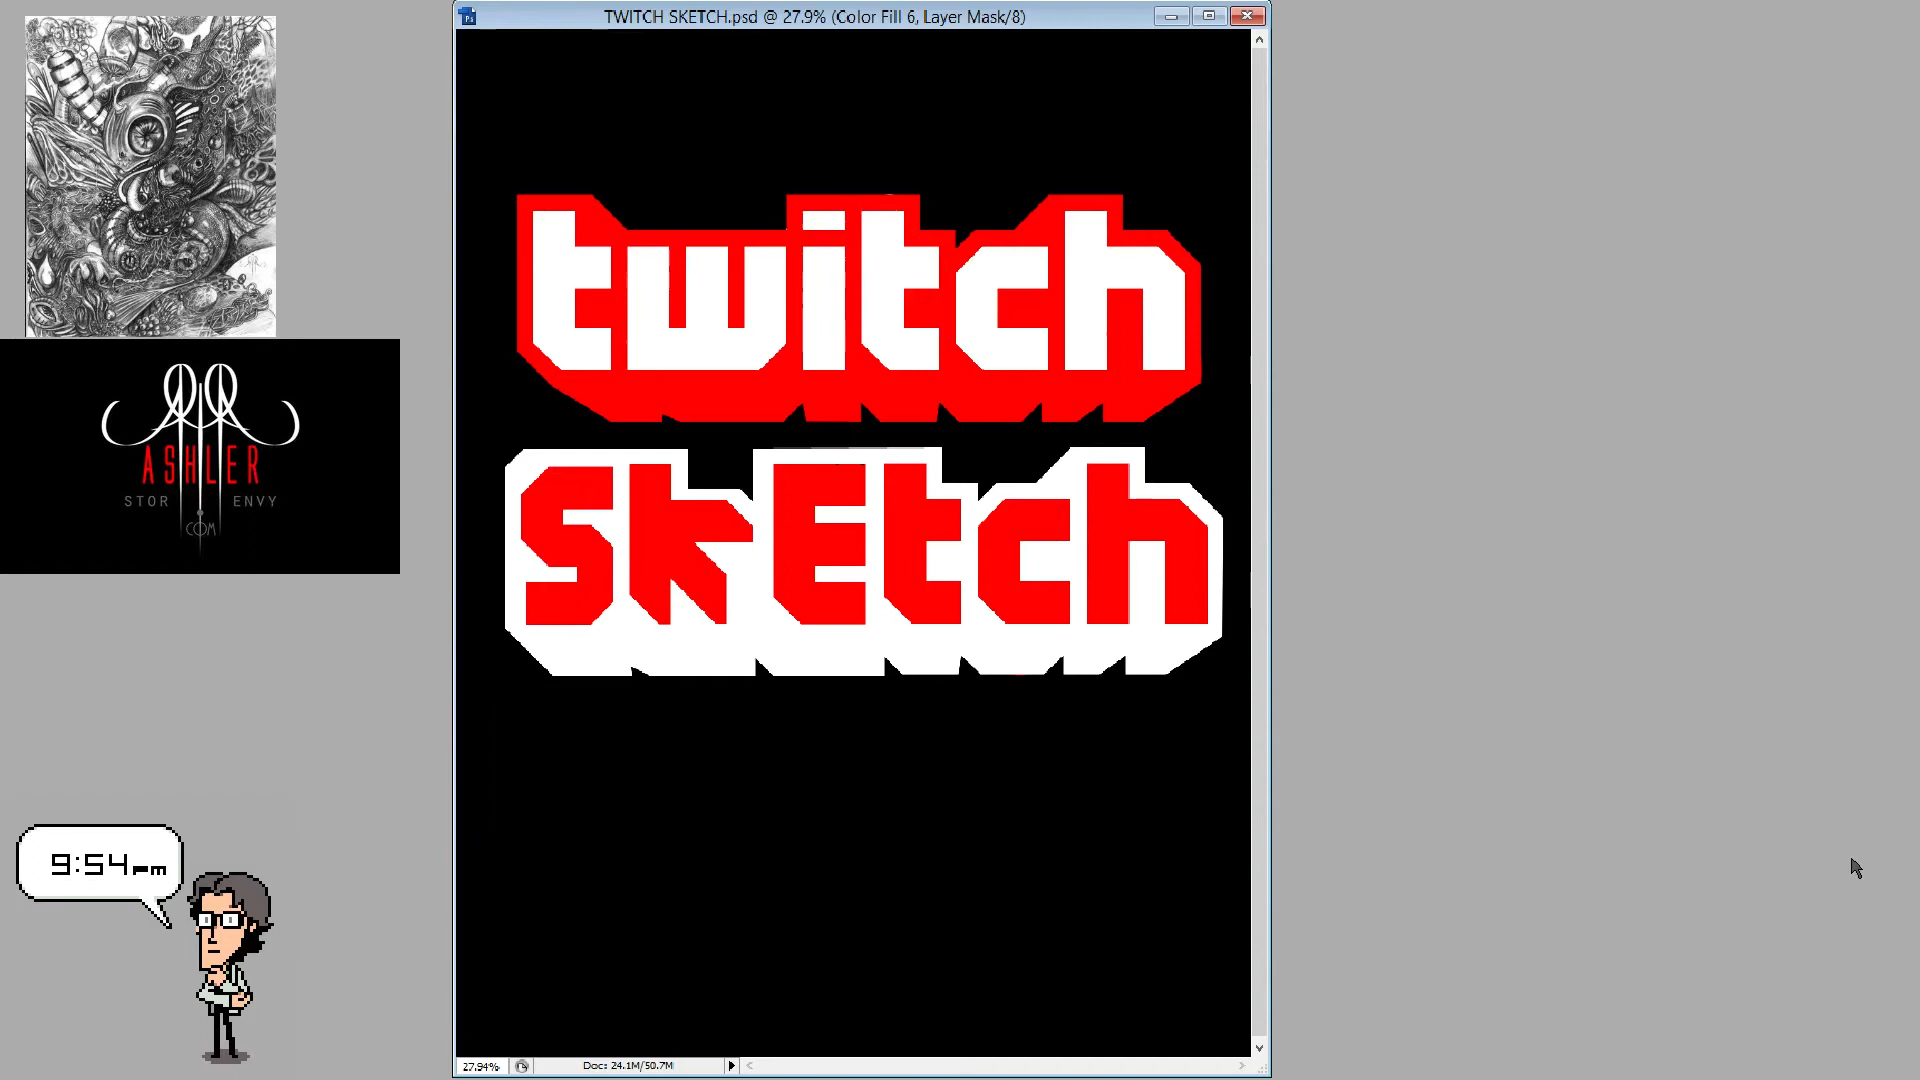 TWITCH SKETCH.psd @ 27.9% (Color Fill 6, Layer Mask/8)
twitch
SkEtch
ASHLER
STOR ENVY
COM
9:54pm
27.94%
Doc: 24.1M/50.7M